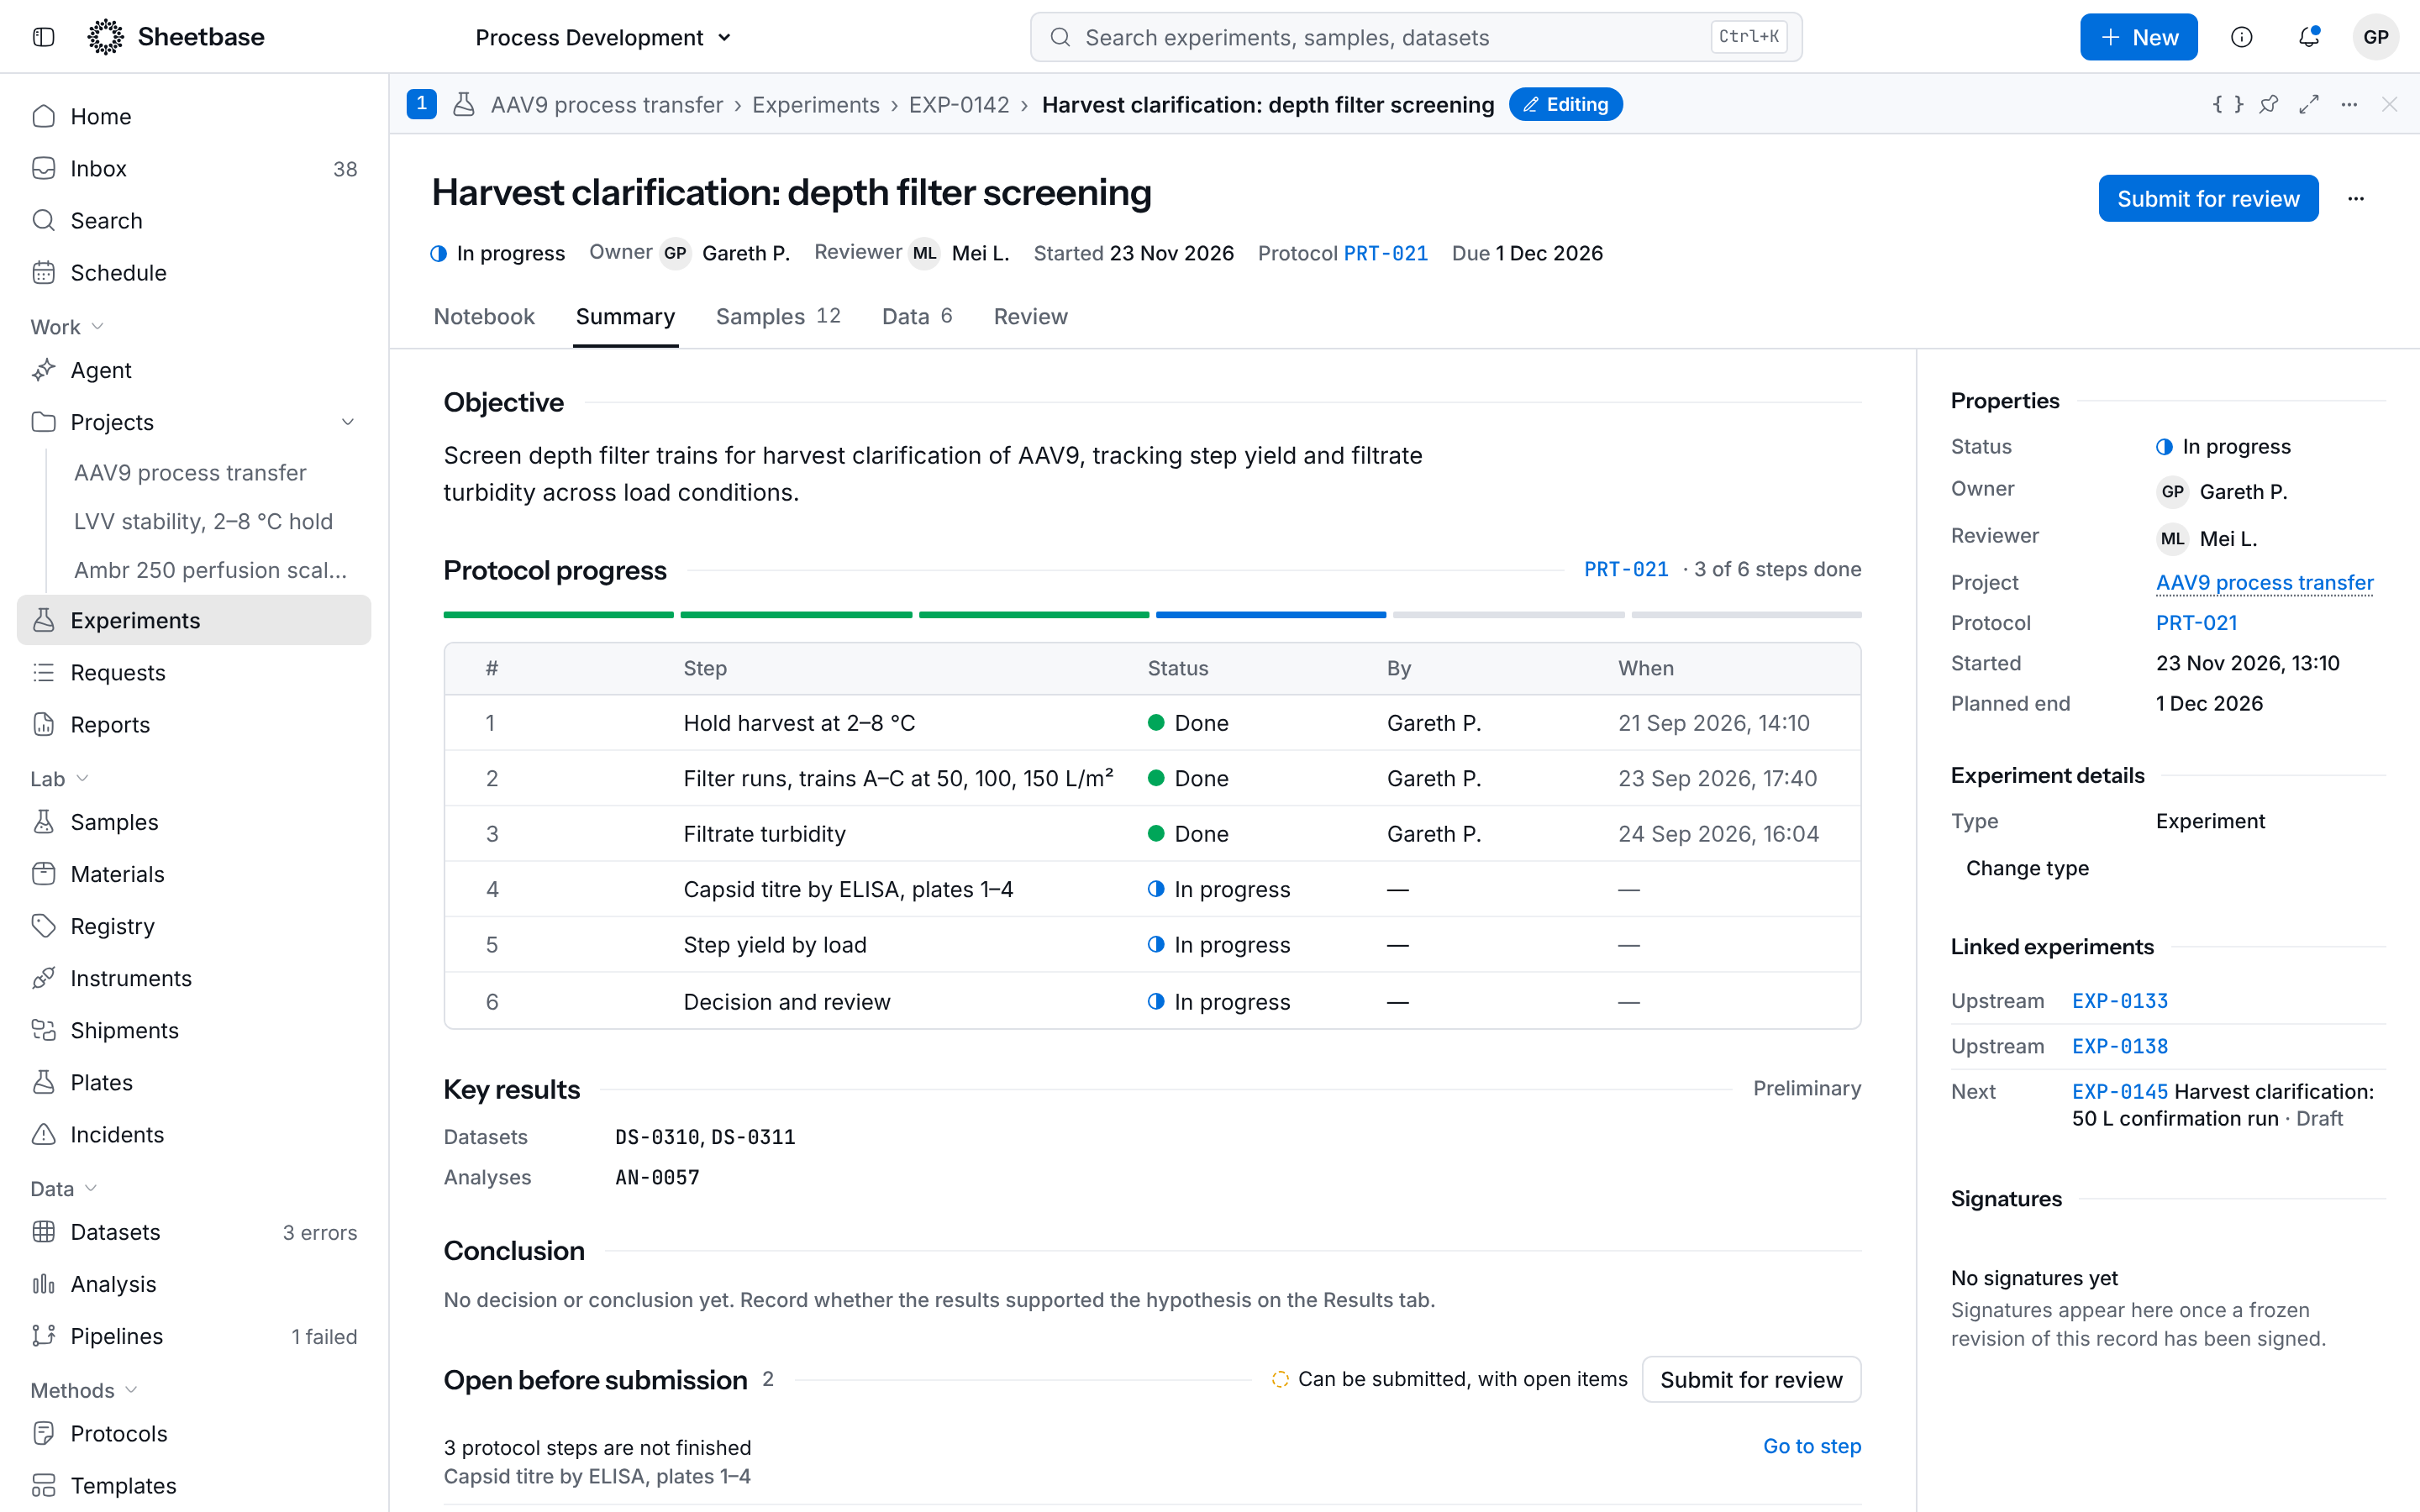 Sheetbase
Process Development
Search experiments, samples, datasets
Ctrl+K
New
GP
Home
Inbox 38
Search
Schedule
Work
Agent
Projects
AAV9 process transfer
LVV stability, 2–8 °C hold
Ambr 250 perfusion scal...
Experiments
Requests
Reports
Lab
Samples
Materials
Registry
Instruments
Shipments
Plates
Incidents
Data
Datasets 3 errors
Analysis
Pipelines 1 failed
Methods
Protocols
Templates
1 AAV9 process transfer › Experiments › EXP-0142 › Harvest clarification: depth filter screening Editing
Harvest clarification: depth filter screening
Submit for review
In progress Owner GP Gareth P. Reviewer ML Mei L. Started 23 Nov 2026 Protocol PRT-021 Due 1 Dec 2026
Notebook Summary Samples 12 Data 6 Review
Objective
Screen depth filter trains for harvest clarification of AAV9, tracking step yield and filtrate
turbidity across load conditions.
Protocol progress PRT-021 · 3 of 6 steps done
# Step Status By When
1 Hold harvest at 2–8 °C Done Gareth P. 21 Sep 2026, 14:10
2 Filter runs, trains A–C at 50, 100, 150 L/m² Done Gareth P. 23 Sep 2026, 17:40
3 Filtrate turbidity Done Gareth P. 24 Sep 2026, 16:04
4 Capsid titre by ELISA, plates 1–4 In progress — —
5 Step yield by load In progress — —
6 Decision and review In progress — —
Key results Preliminary
Datasets DS-0310, DS-0311
Analyses AN-0057
Conclusion
No decision or conclusion yet. Record whether the results supported the hypothesis on the Results tab.
Open before submission 2 Can be submitted, with open items Submit for review
3 protocol steps are not finished Go to step
Capsid titre by ELISA, plates 1–4
Properties
Status In progress
Owner GP Gareth P.
Reviewer ML Mei L.
Project AAV9 process transfer
Protocol PRT-021
Started 23 Nov 2026, 13:10
Planned end 1 Dec 2026
Experiment details
Type Experiment
Change type
Linked experiments
Upstream EXP-0133
Upstream EXP-0138
Next EXP-0145 Harvest clarification:
50 L confirmation run · Draft
Signatures
No signatures yet
Signatures appear here once a frozen
revision of this record has been signed.